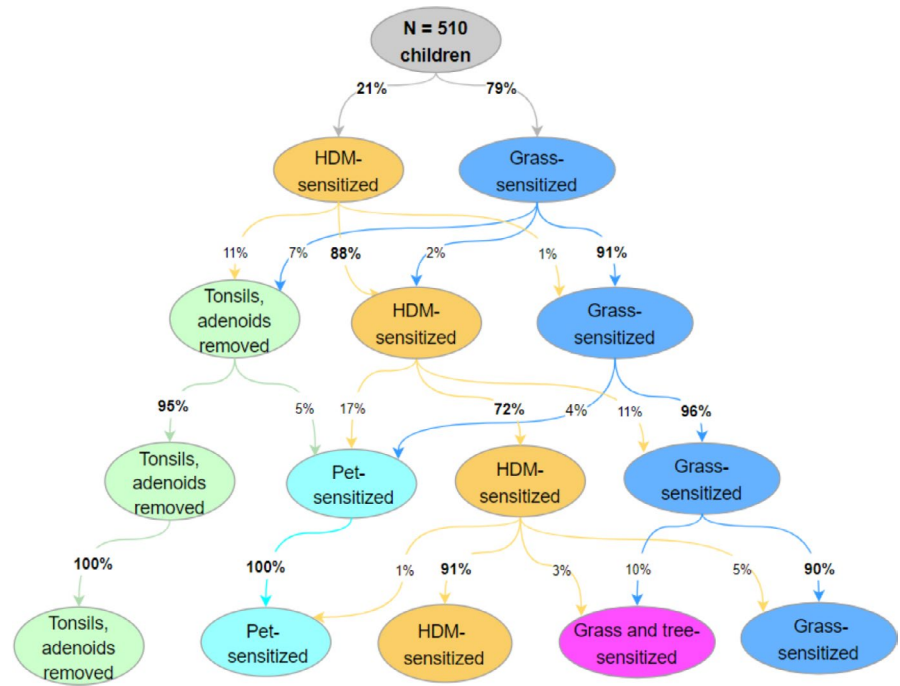 N = 510
children
21%
79%
HDM-
sensitized
Grass-
sensitized
11%
7%
88%
2%
1%
91%
Tonsils,
adenoids
removed
HDM-
sensitized
Grass-
sensitized
95%
5%
17%
72%
4%
11%
96%
Tonsils,
adenoids
removed
Pet-
sensitized
HDM-
sensitized
Grass-
sensitized
100%
100%
1%
91%
3%
10%
5%
90%
Tonsils,
adenoids
removed
Pet-
sensitized
HDM-
sensitized
Grass and tree-
sensitized
Grass-
sensitized